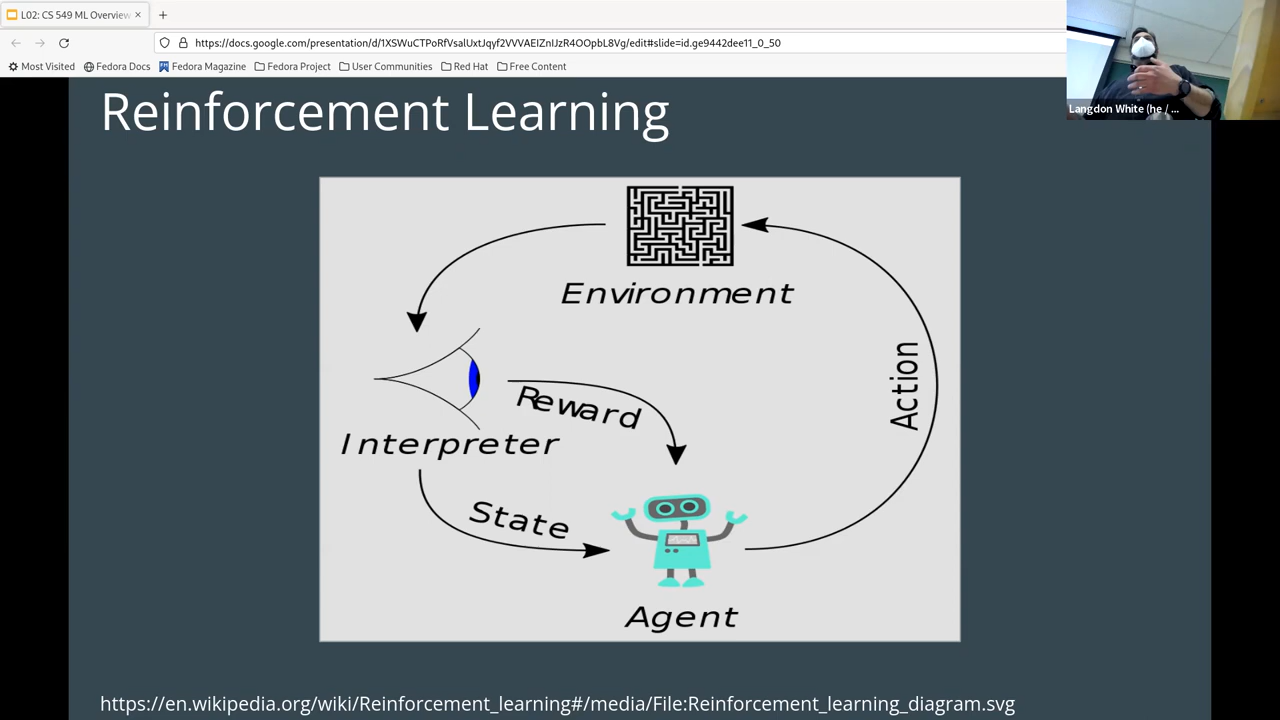 L02: CS 549 ML Overview
https://docs.google.com/presentation/d/1XSWuCTPoRfVsalUxtJqyf2VVVAEIZnIJzR4OOpbL8Vg/edit#slide=id.ge9442dee11_0_50
Most Visited Fedora Docs Fedora Magazine Fedora Project User Communities Red Hat Free Content
Langdon White (he / ...
Reinforcement Learning
Environment
Action
Reward
Interpreter
State
Agent
https://en.wikipedia.org/wiki/Reinforcement_learning#/media/File:Reinforcement_learning_diagram.svg